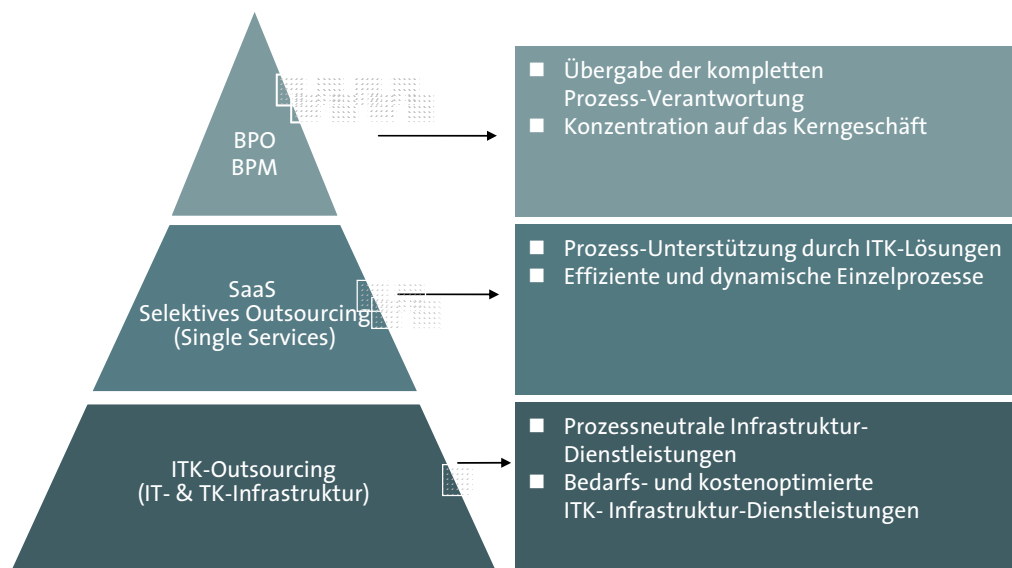 BPO
BPM
Übergabe der kompletten
Prozess-Verantwortung
Konzentration auf das Kerngeschäft
SaaS
Selektives Outsourcing
(Single Services)
Prozess-Unterstützung durch ITK-Lösungen
Effiziente und dynamische Einzelprozesse
ITK-Outsourcing
(IT- & TK-Infrastruktur)
Prozessneutrale Infrastruktur-
Dienstleistungen
Bedarfs- und kostenoptimierte
ITK- Infrastruktur-Dienstleistungen